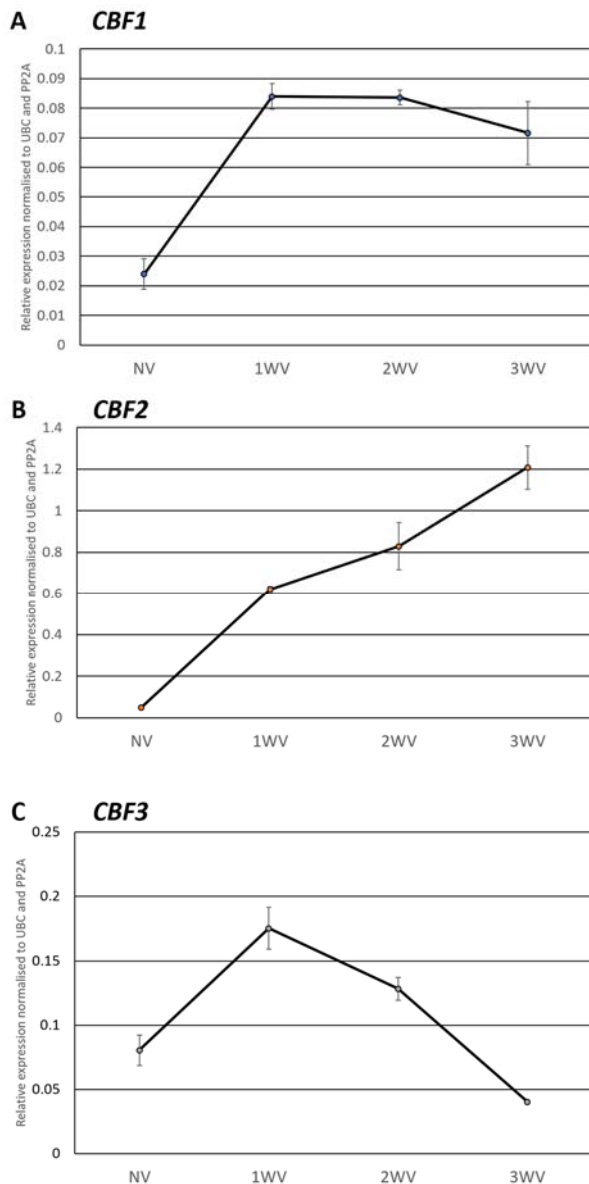 A CBF1
Relative expression normalised to UBC and PP2A
0.1
0.09
0.08
0.07
0.06
0.05
0.04
0.03
0.02
0.01
0
NV 1WV 2WV 3WV
B CBF2
Relative expression normalised to UBC and PP2A
1.4
1.2
1
0.8
0.6
0.4
0.2
0
NV 1WV 2WV 3WV
C CBF3
Relative expression normalised to UBC and PP2A
0.25
0.2
0.15
0.1
0.05
0
NV 1WV 2WV 3WV